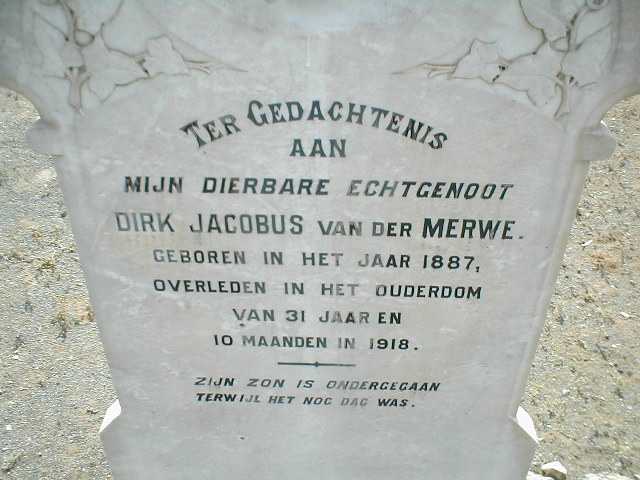 TER GEDACHTENIS
AAN
MIJN DIERBARE ECHTGENOOT
DIRK JACOBUS VAN DER MERWE.
GEBOREN IN HET JAAR 1887,
OVERLEDEN IN HET OUDERDOM
VAN 31 JAAR EN
10 MAANDEN IN 1918.
ZIJN ZON IS ONDERGEGAAN
TERWIJL HET NOG DAG WAS.